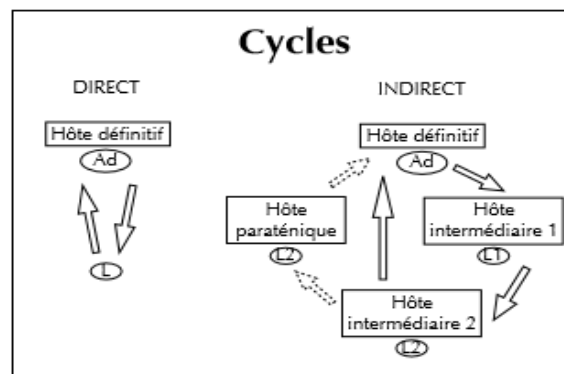 Cycles
DIRECT
Hôte définitif
Ad
L
INDIRECT
Hôte définitif
Ad
Hôte
intermédiaire 1
L1
Hôte
intermédiaire 2
L2
Hôte
paraténique
L2